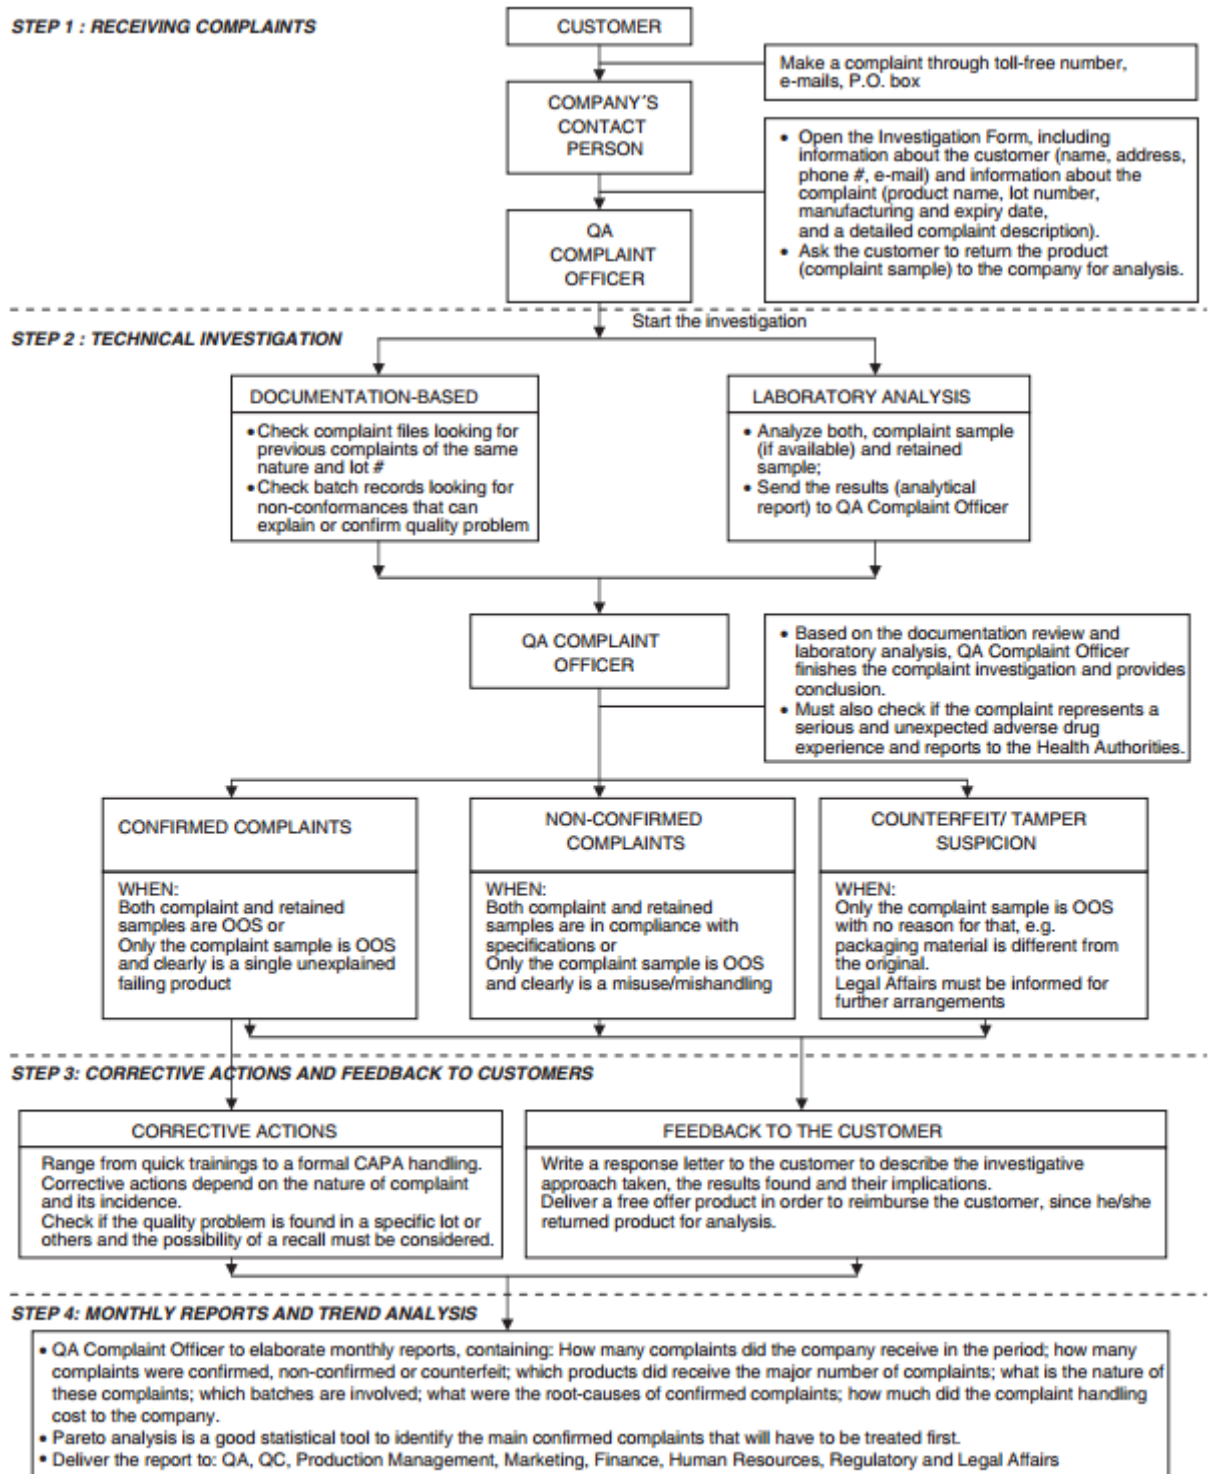 STEP 1 : RECEIVING COMPLAINTS
CUSTOMER
Make a complaint through toll-free number,
e-mails, P.O. box
COMPANY'S
CONTACT
PERSON
• Open the Investigation Form, including
information about the customer (name, address,
phone #, e-mail) and information about the
complaint (product name, lot number,
manufacturing and expiry date,
and a detailed complaint description).
• Ask the customer to return the product
(complaint sample) to the company for analysis.
QA
COMPLAINT
OFFICER
Start the investigation
STEP 2 : TECHNICAL INVESTIGATION
DOCUMENTATION-BASED
• Check complaint files looking for
previous complaints of the same
nature and lot #
• Check batch records looking for
non-conformances that can
explain or confirm quality problem
LABORATORY ANALYSIS
• Analyze both, complaint sample
(if available) and retained
sample;
• Send the results (analytical
report) to QA Complaint Officer
QA COMPLAINT
OFFICER
• Based on the documentation review and
laboratory analysis, QA Complaint Officer
finishes the complaint investigation and provides
conclusion.
• Must also check if the complaint represents a
serious and unexpected adverse drug
experience and reports to the Health Authorities.
CONFIRMED COMPLAINTS
WHEN:
Both complaint and retained
samples are OOS or
Only the complaint sample is OOS
and clearly is a single unexplained
failing product
NON-CONFIRMED
COMPLAINTS
WHEN:
Both complaint and retained
samples are in compliance with
specifications or
Only the complaint sample is OOS
and clearly is a misuse/mishandling
COUNTERFEIT/ TAMPER
SUSPICION
WHEN:
Only the complaint sample is OOS
with no reason for that, e.g.
packaging material is different from
the original.
Legal Affairs must be informed for
further arrangements
STEP 3: CORRECTIVE ACTIONS AND FEEDBACK TO CUSTOMERS
CORRECTIVE ACTIONS
Range from quick trainings to a formal CAPA handling.
Corrective actions depend on the nature of complaint
and its incidence.
Check if the quality problem is found in a specific lot or
others and the possibility of a recall must be considered.
FEEDBACK TO THE CUSTOMER
Write a response letter to the customer to describe the investigative
approach taken, the results found and their implications.
Deliver a free offer product in order to reimburse the customer, since he/she
returned product for analysis.
STEP 4: MONTHLY REPORTS AND TREND ANALYSIS
• QA Complaint Officer to elaborate monthly reports, containing: How many complaints did the company receive in the period; how many
complaints were confirmed, non-confirmed or counterfeit; which products did receive the major number of complaints; what is the nature of
these complaints; which batches are involved; what were the root-causes of confirmed complaints; how much did the complaint handling
cost to the company.
• Pareto analysis is a good statistical tool to identify the main confirmed complaints that will have to be treated first.
• Deliver the report to: QA, QC, Production Management, Marketing, Finance, Human Resources, Regulatory and Legal Affairs